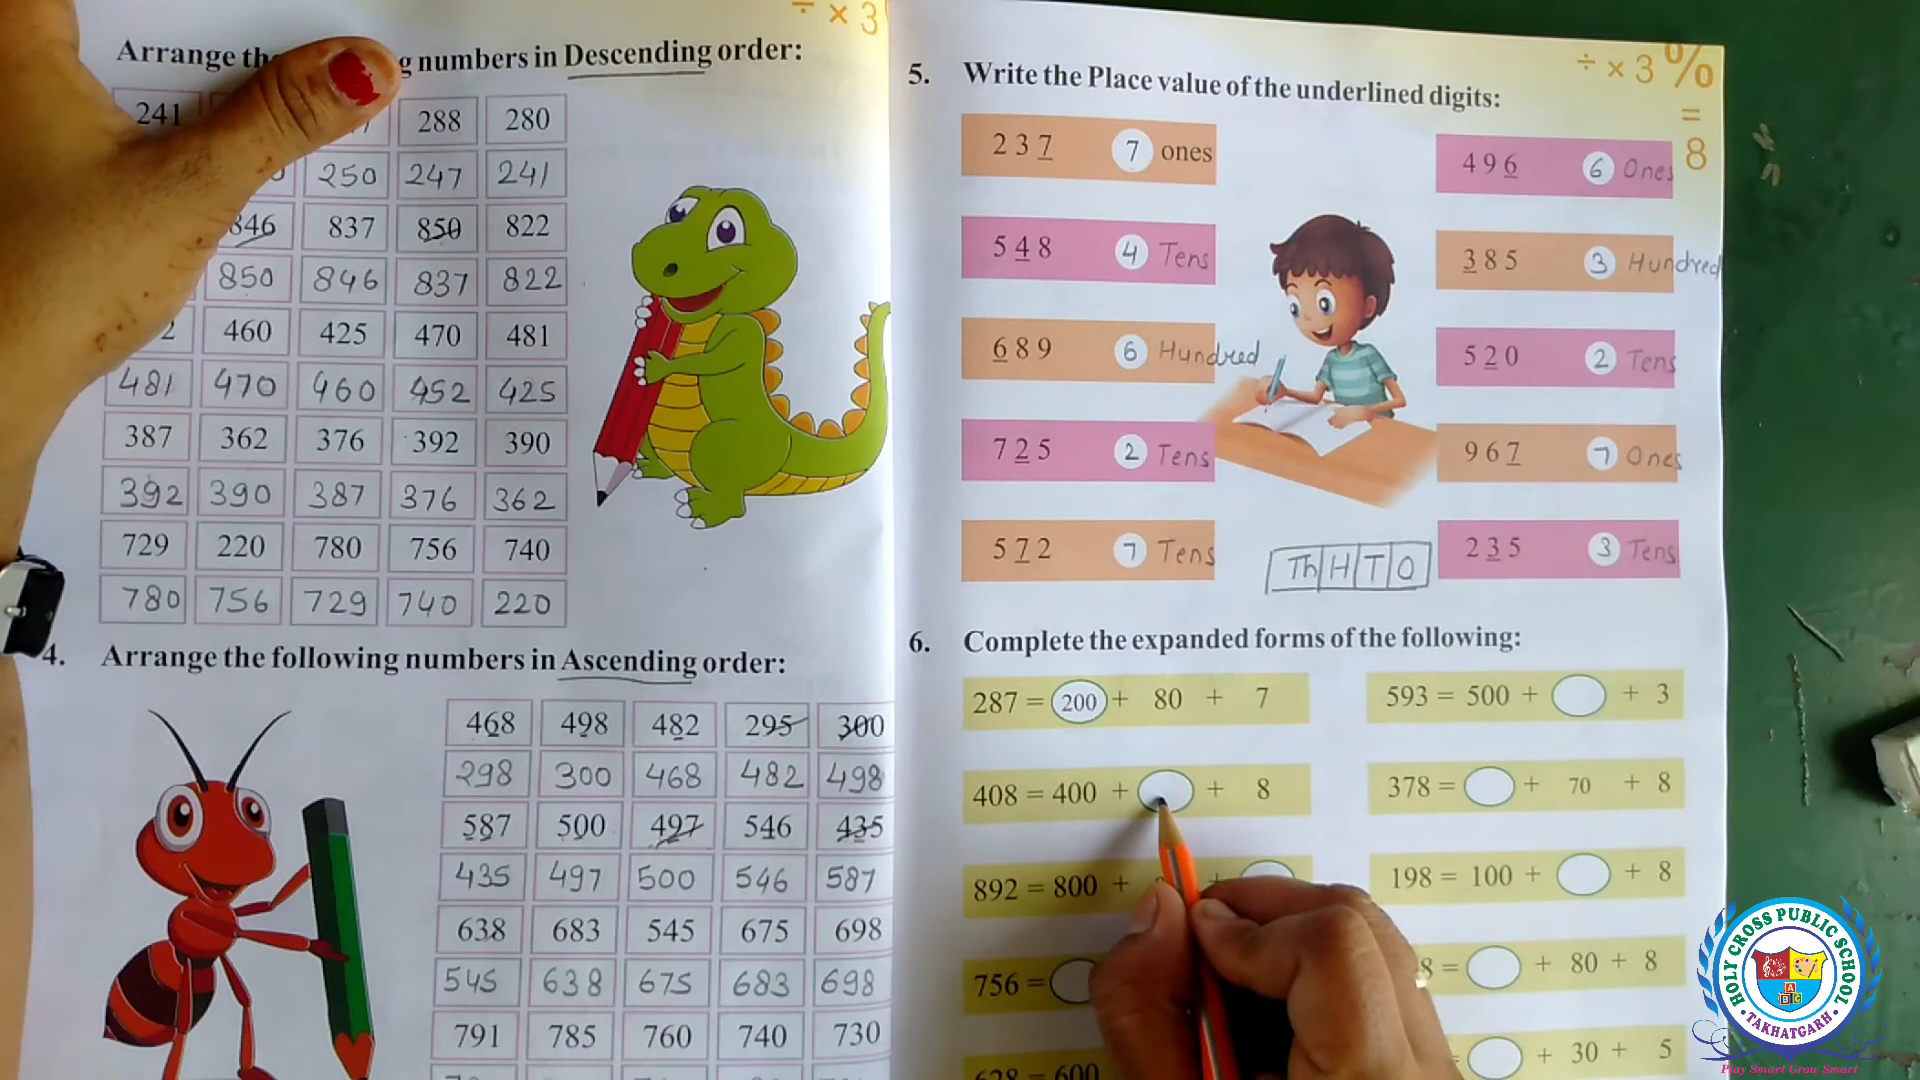 ÷ × 3
Arrange numbers in Descending order:
241 288 280
250 247 241
846 837 850 822
850 846 837 822
2 460 425 470 481
481 470 460 452 425
387 362 376 392 390
392 390 387 376 362
729 220 780 756 740
780 756 729 740 220
4. Arrange the following numbers in Ascending order:
468 498 482 295 300
298 300 468 482 498
587 500 497 546 435
435 497 500 546 587
638 683 545 675 698
545 638 675 683 698
791 785 760 740 730
÷ × 3 %
=
8
5. Write the Place value of the underlined digits:
237 7 ones
496 6 Ones
548 4 Tens
385 3 Hundred
689 6 Hundred
520 2 Tens
725 2 Tens
967 7 Ones
572 7 Tens
Th H T O
235 3 Tens
6. Complete the expanded forms of the following:
287 = 200 + 80 + 7
593 = 500 + + 3
408 = 400 + + 8
378 = + 70 + 8
892 = 800 + +
198 = 100 + + 8
756 =
8 = + 80 + 8
628 = 600
+ 30 + 5
HOLY CROSS PUBLIC SCHOOL
A
B C
• TAKHATGARH •
Play Smart Grow Smart